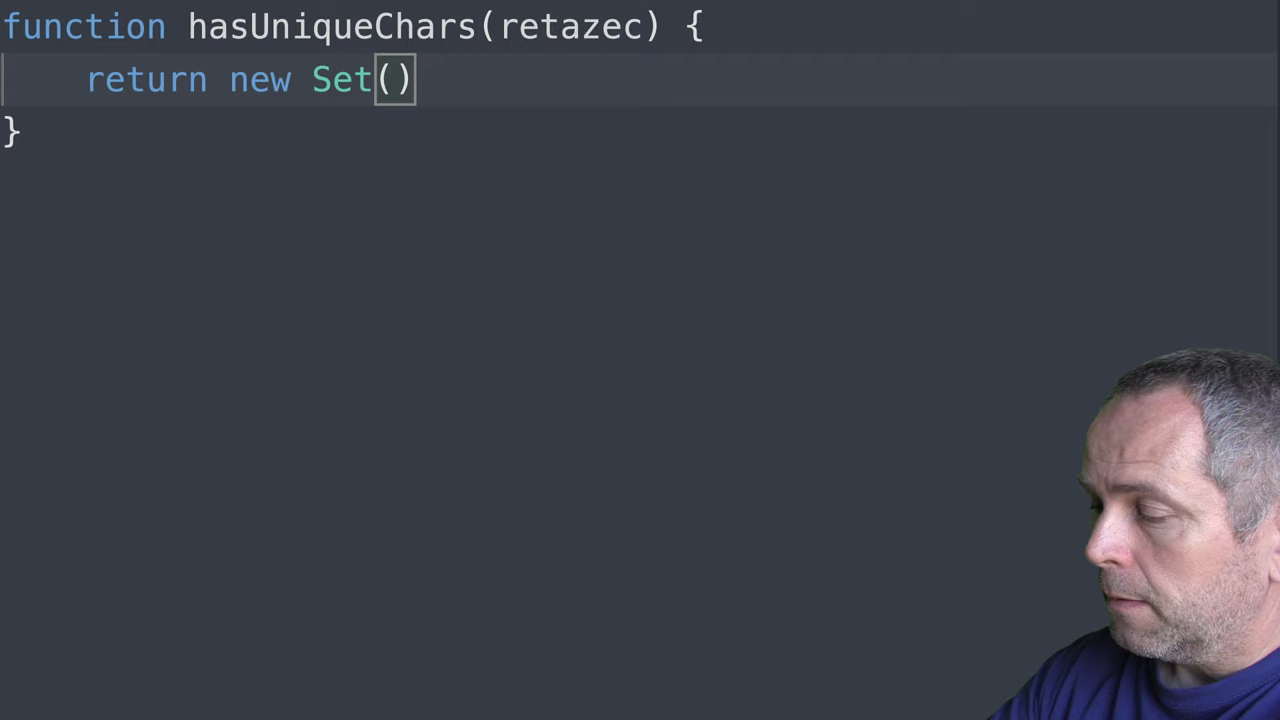 function hasUniqueChars(retazec) {
    return new Set()
}